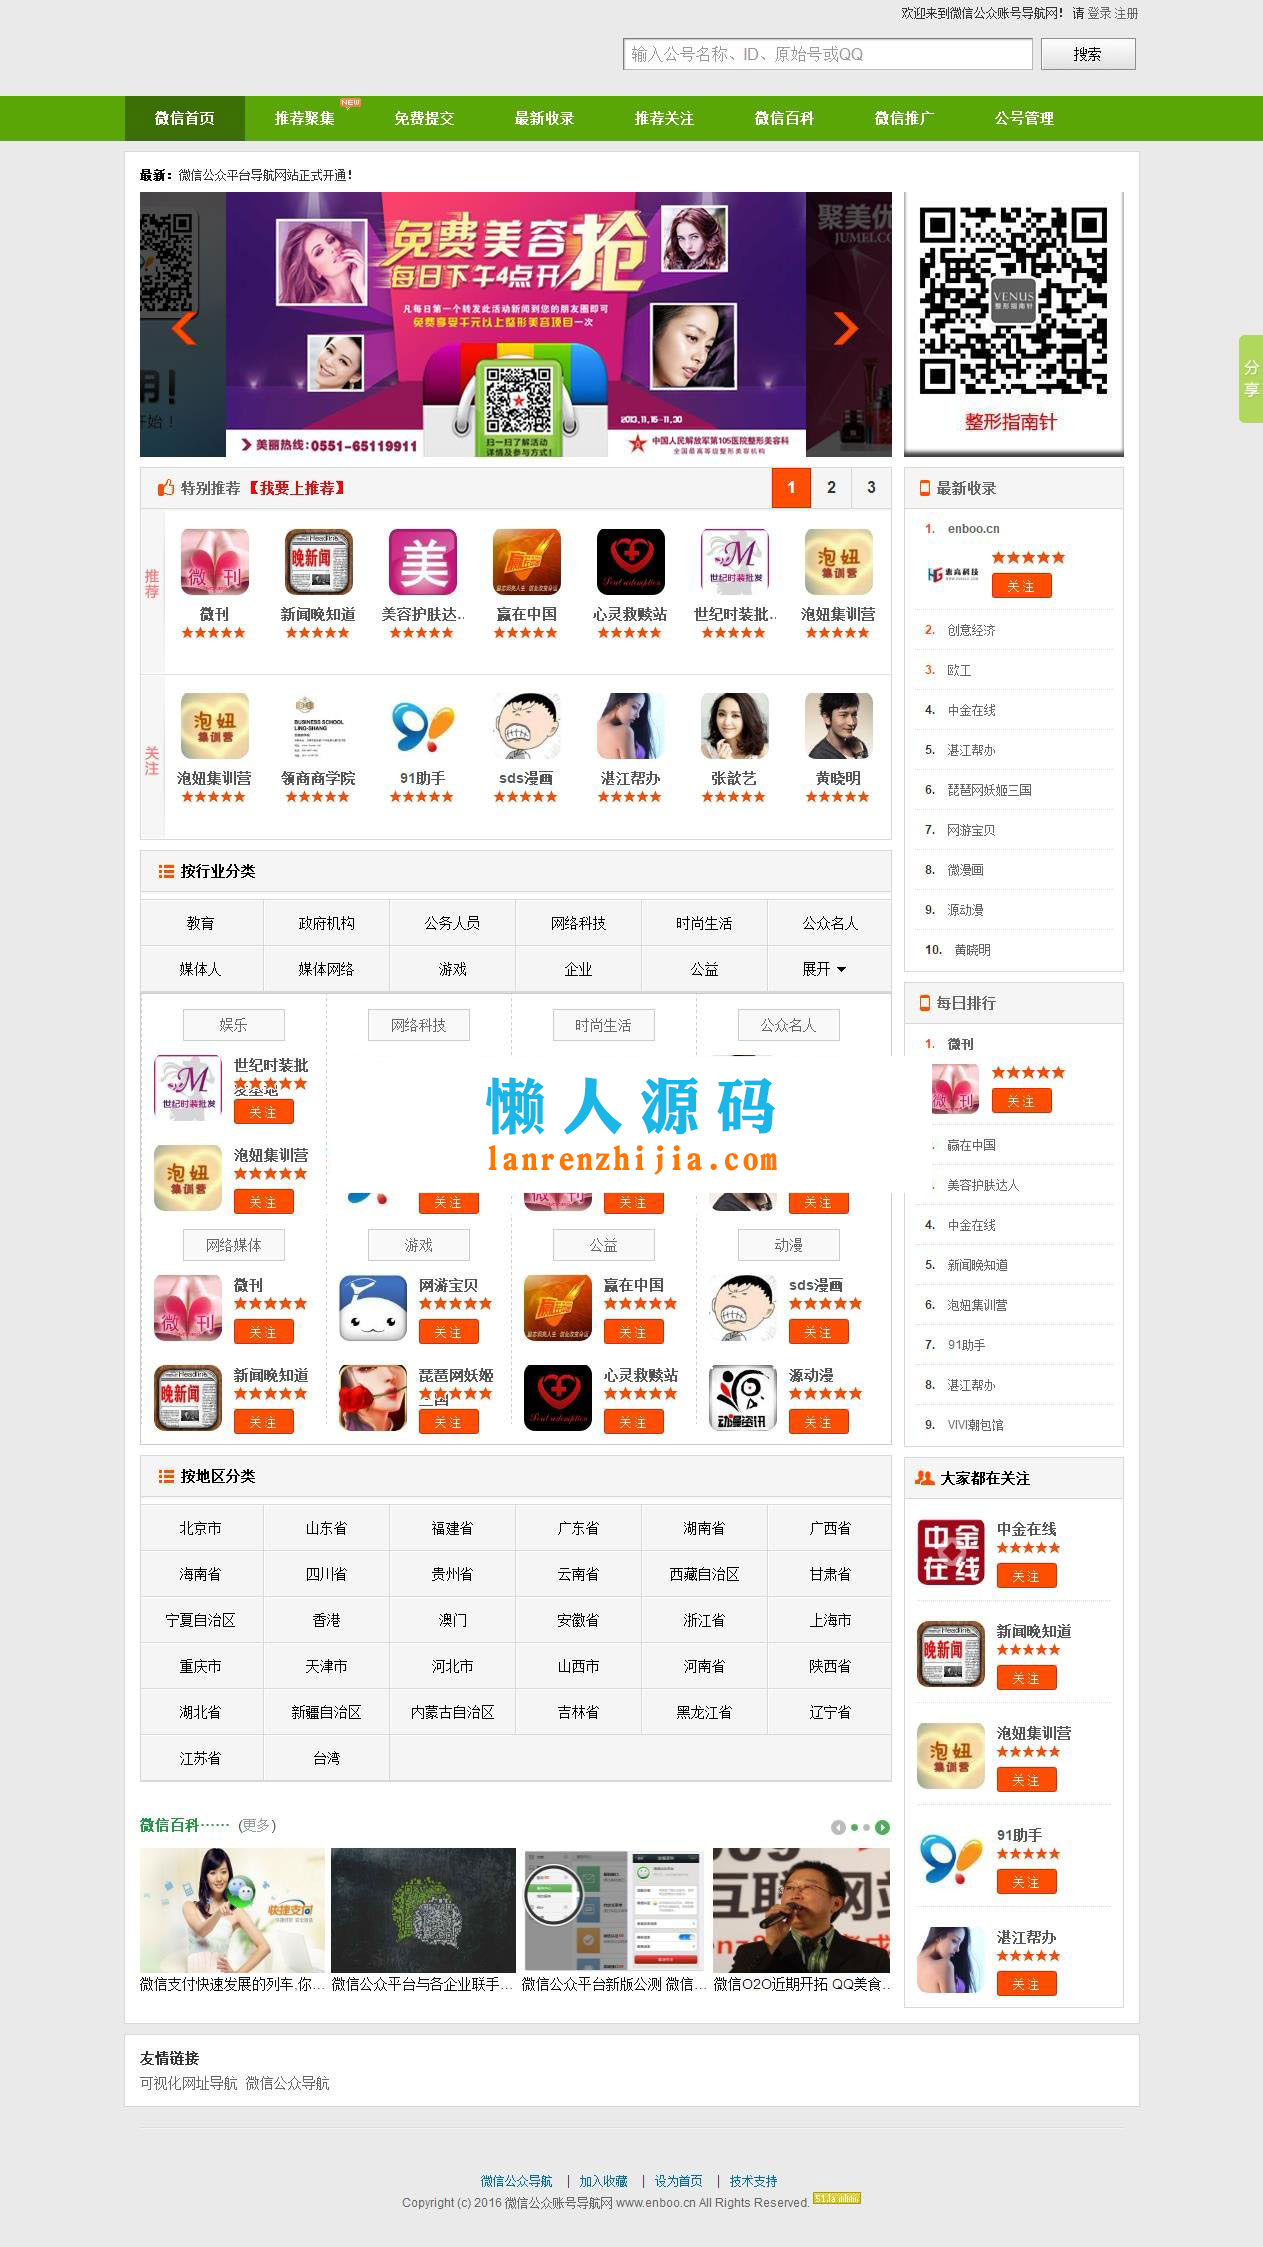 欢迎来到微信公众账号导航网! 请 登录 注册
输入公号名称、ID、原始号或QQ 搜索
微信首页 推荐聚集 NEW 免费提交 最新收录 推荐关注 微信百科 微信推广 公号管理
最新: 微信公众平台导航网站正式开通!
聚美优
JUMEI.CO
免费美容抢
每日下午4点开
凡每日第一个转发此活动新闻到您的朋友圈即可
免费享受千元以上整形美容项目一次
开始!
2013.11.15-11.30
美丽热线:0551-65119911
扫一扫了解活动
详情及参与方式!
中国人民解放军第105医院整形美容科
全国最高等级整形美容机构
VENUS
整形指南针
整形指南针
分享
特别推荐 【我要上推荐】 1 2 3
推荐
微刊 新闻晚知道 美容护肤达.. 赢在中国 心灵救赎站 世纪时装批.. 泡妞集训营
关注
泡妞集训营 领商商学院 91助手 sds漫画 湛江帮办 张歆艺 黄晓明
最新收录
1. enboo.cn
惠高科技
关注
2. 创意经济
3. 欧工
4. 中金在线
5. 湛江帮办
6. 琵琶网妖姬三国
7. 网游宝贝
8. 微漫画
9. 源动漫
10. 黄晓明
按行业分类
教育 政府机构 公务人员 网络科技 时尚生活 公众名人
媒体人 媒体网络 游戏 企业 公益 展开
娱乐 网络科技 时尚生活 公众名人
世纪时装批
关注
泡妞集训营
关注 关注 关注 关注
懒人源码
lanrenzhijia.com
网络媒体 游戏 公益 动漫
微刊 网游宝贝 赢在中国 sds漫画
关注 关注 关注 关注
新闻晚知道 琵琶网妖姬 心灵救赎站 源动漫
关注 关注 关注 关注
每日排行
1. 微刊
关注
赢在中国
美容护肤达人
4. 中金在线
5. 新闻晚知道
6. 泡妞集训营
7. 91助手
8. 湛江帮办
9. VIVI潮包馆
按地区分类
北京市 山东省 福建省 广东省 湖南省 广西省
海南省 四川省 贵州省 云南省 西藏自治区 甘肃省
宁夏自治区 香港 澳门 安徽省 浙江省 上海市
重庆市 天津市 河北市 山西市 河南省 陕西省
湖北省 新疆自治区 内蒙古自治区 吉林省 黑龙江省 辽宁省
江苏省 台湾
大家都在关注
中金在线
关注
新闻晚知道
关注
泡妞集训营
关注
91助手
关注
湛江帮办
关注
微信百科…… (更多)
快捷支付
微信支付快速发展的列车,你... 微信公众平台与各企业联手... 微信公众平台新版公测 微信... 微信O2O近期开拓 QQ美食..
友情链接
可视化网址导航 微信公众导航
微信公众导航 | 加入收藏 | 设为首页 | 技术支持
Copyright (c) 2016 微信公众账号导航网 www.enboo.cn All Rights Reserved.